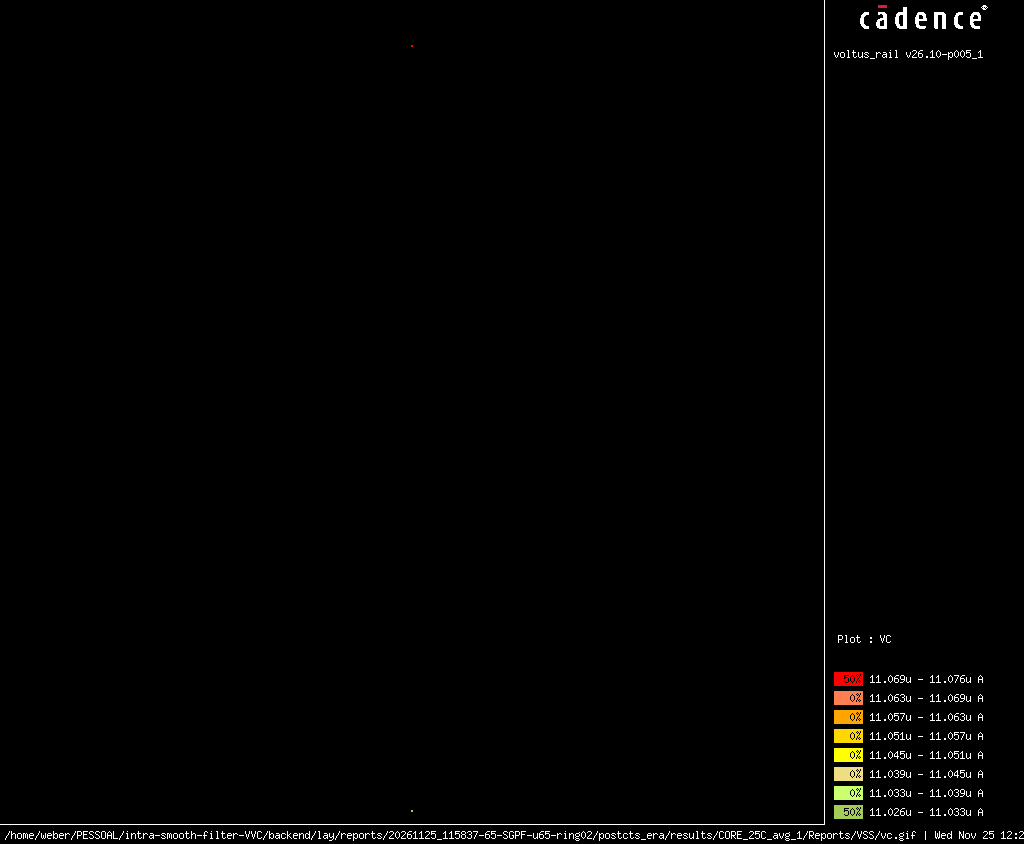 cādence®
voltus_rail v26.10-p005_1
Plot : VC
50% 11.069u - 11.076u A
0% 11.063u - 11.069u A
0% 11.057u - 11.063u A
0% 11.051u - 11.057u A
0% 11.045u - 11.051u A
0% 11.039u - 11.045u A
0% 11.033u - 11.039u A
50% 11.026u - 11.033u A
/home/weber/PESSOAL/intra-smooth-filter-VVC/backend/lay/reports/20261125_115837-65-SGPF-u65-ring02/postcts_era/results/CORE_25C_avg_1/Reports/VSS/vc.gif | Wed Nov 25 12:2